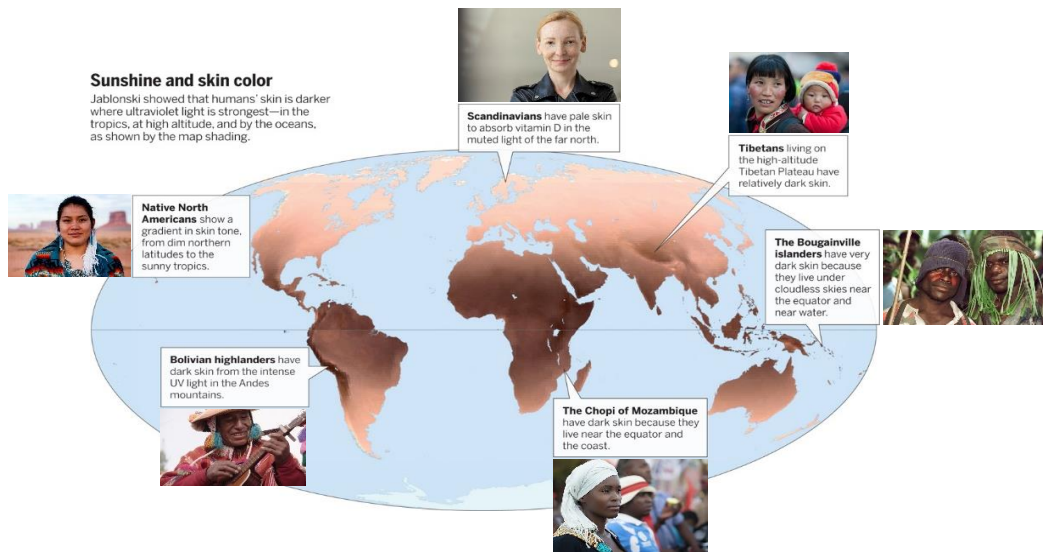 Sunshine and skin color
Jablonski showed that humans' skin is darker
where ultraviolet light is strongest—in the
tropics, at high altitude, and by the oceans,
as shown by the map shading.
Scandinavians have pale skin
to absorb vitamin D in the
muted light of the far north.
Tibetans living on
the high-altitude
Tibetan Plateau have
relatively dark skin.
Native North
Americans show a
gradient in skin tone,
from dim northern
latitudes to the
sunny tropics.
The Bougainville
islanders have very
dark skin because
they live under
cloudless skies near
the equator and
near water.
Bolivian highlanders have
dark skin from the intense
UV light in the Andes
mountains.
The Chopi of Mozambique
have dark skin because they
live near the equator and
the coast.